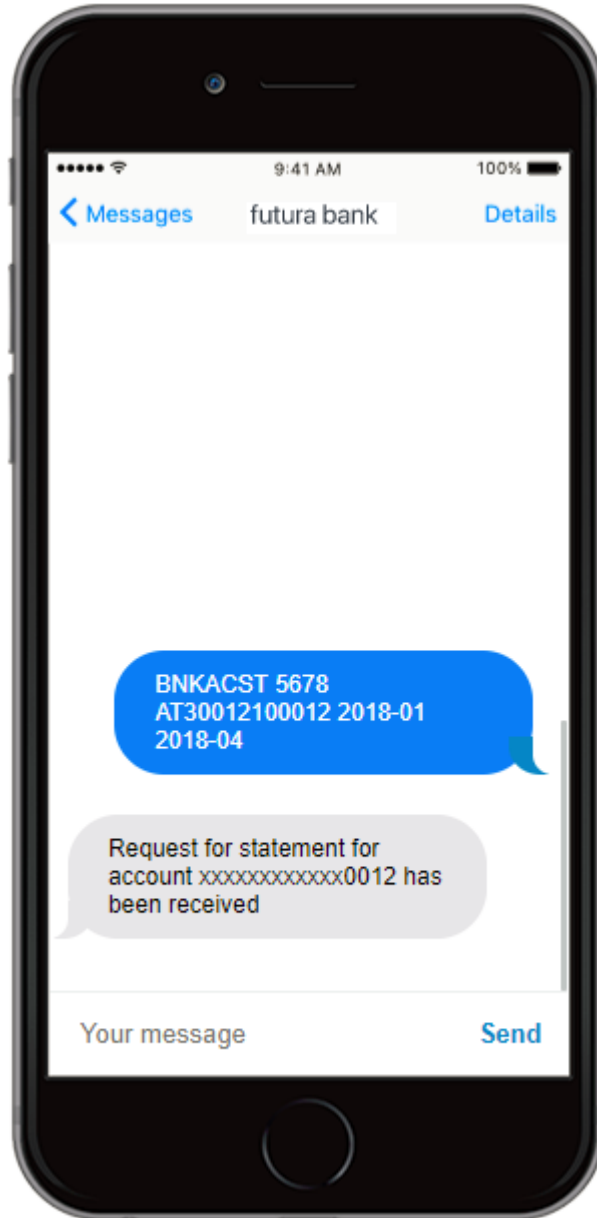 9:41 AM
100%
Messages
futura bank
Details
BNKACST 5678
AT30012100012 2018-01
2018-04
Request for statement for
account xxxxxxxxxxxx0012 has
been received
Your message
Send